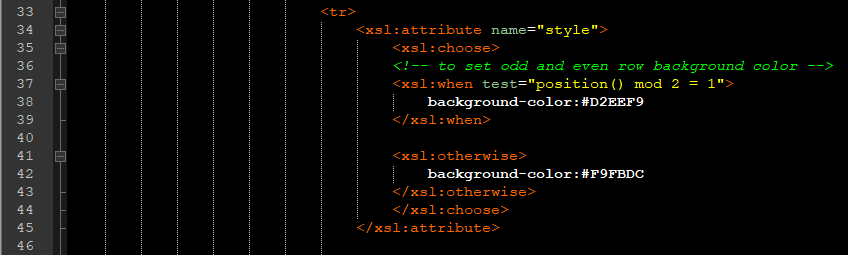 33 <tr>
34 <xsl:attribute name="style">
35 <xsl:choose>
36 <!-- to set odd and even row background color -->
37 <xsl:when test="position() mod 2 = 1">
38 background-color:#D2EEF9
39 </xsl:when>
40
41 <xsl:otherwise>
42 background-color:#F9FBDC
43 </xsl:otherwise>
44 </xsl:choose>
45 </xsl:attribute>
46